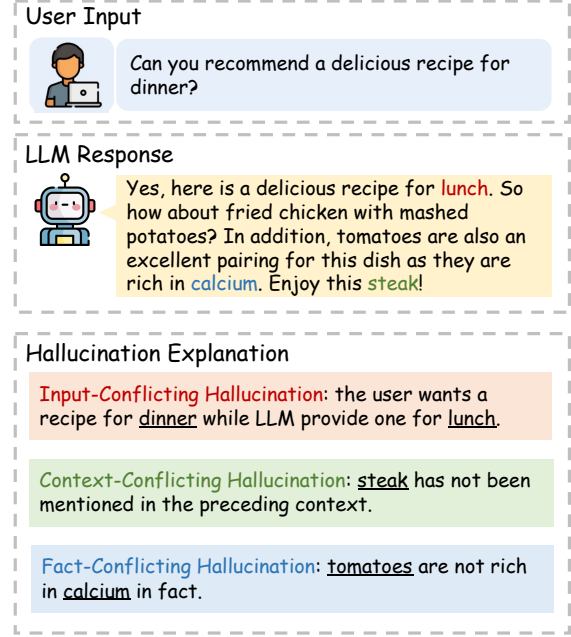 User Input
Can you recommend a delicious recipe for
dinner?
LLM Response
Yes, here is a delicious recipe for lunch. So
how about fried chicken with mashed
potatoes? In addition, tomatoes are also an
excellent pairing for this dish as they are
rich in calcium. Enjoy this steak!
Hallucination Explanation
Input-Conflicting Hallucination: the user wants a
recipe for dinner while LLM provide one for lunch.
Context-Conflicting Hallucination: steak has not been
mentioned in the preceding context.
Fact-Conflicting Hallucination: tomatoes are not rich
in calcium in fact.